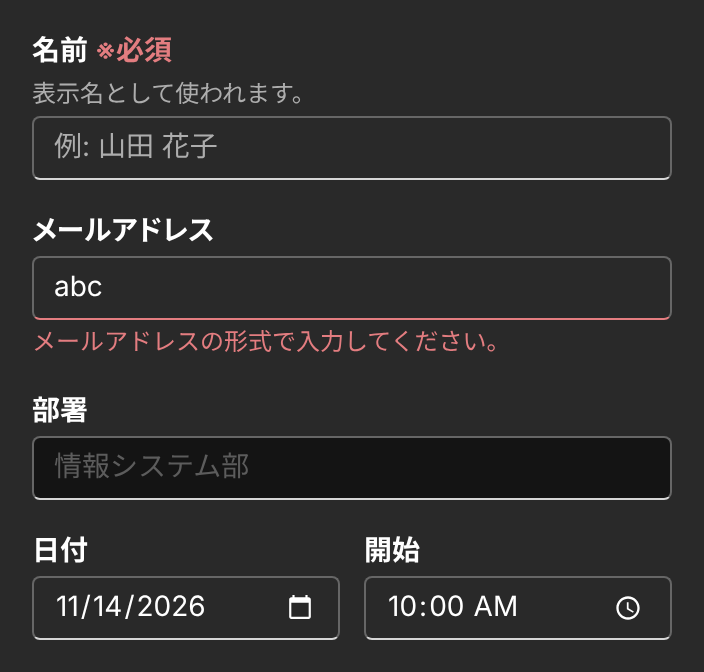 名前 ※必須
表示名として使われます。
例: 山田 花子
メールアドレス
abc
メールアドレスの形式で入力してください。
部署
情報システム部
日付 開始
11/14/2026 10:00 AM